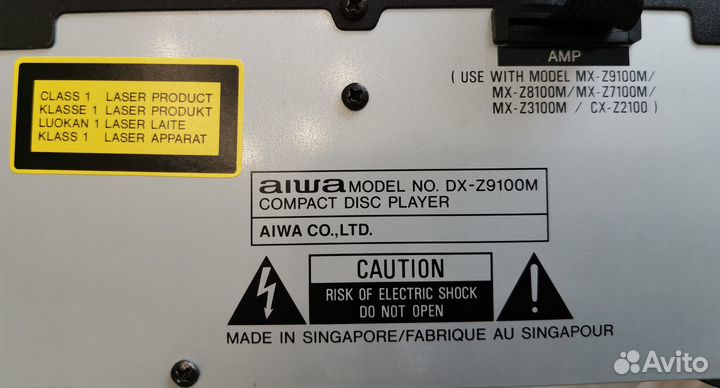 AMP
( USE WITH MODEL MX-Z9100M/
MX-Z8100M/MX-Z7100M/
MX-Z3100M / CX-Z2100 )
CLASS 1 LASER PRODUCT
KLASSE 1 LASER PRODUKT
LUOKAN 1 LASER LAITE
KLASS 1 LASER APPARAT
aiwa MODEL NO. DX-Z9100M
COMPACT DISC PLAYER
AIWA CO.,LTD.
CAUTION
RISK OF ELECTRIC SHOCK
DO NOT OPEN
MADE IN SINGAPORE/FABRIQUE AU SINGAPOUR
Avito